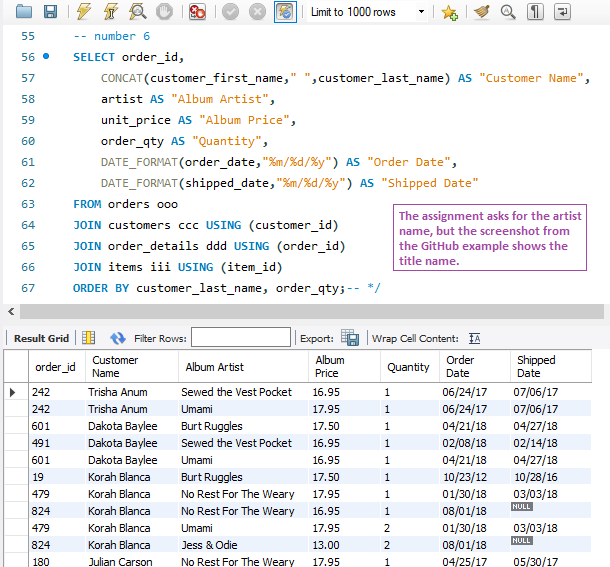 Limit to 1000 rows
55 -- number 6
56 SELECT order_id,
57 CONCAT(customer_first_name," ",customer_last_name) AS "Customer Name",
58 artist AS "Album Artist",
59 unit_price AS "Album Price",
60 order_qty AS "Quantity",
61 DATE_FORMAT(order_date,"%m/%d/%y") AS "Order Date",
62 DATE_FORMAT(shipped_date,"%m/%d/%y") AS "Shipped Date"
63 FROM orders ooo
64 JOIN customers ccc USING (customer_id)
65 JOIN order_details ddd USING (order_id)
66 JOIN items iii USING (item_id)
67 ORDER BY customer_last_name, order_qty;-- */
The assignment asks for the artist
name, but the screenshot from
the GitHub example shows the
title name.
Result Grid Filter Rows: Export: Wrap Cell Content: IA
order_id Customer Name Album Artist Album Price Quantity Order Date Shipped Date
242 Trisha Anum Sewed the Vest Pocket 16.95 1 06/24/17 07/06/17
242 Trisha Anum Umami 17.95 1 06/24/17 07/06/17
601 Dakota Baylee Burt Ruggles 17.50 1 04/21/18 04/27/18
491 Dakota Baylee Sewed the Vest Pocket 16.95 1 02/08/18 02/14/18
601 Dakota Baylee Umami 17.95 1 04/21/18 04/27/18
19 Korah Blanca Burt Ruggles 17.50 1 10/23/12 10/28/16
479 Korah Blanca No Rest For The Weary 17.95 1 01/30/18 03/03/18
824 Korah Blanca No Rest For The Weary 16.95 1 08/01/18 NULL
479 Korah Blanca Umami 17.95 2 01/30/18 03/03/18
824 Korah Blanca Jess & Odie 13.00 2 08/01/18 NULL
180 Julian Carson No Rest For The Weary 17.95 1 04/25/17 05/30/17